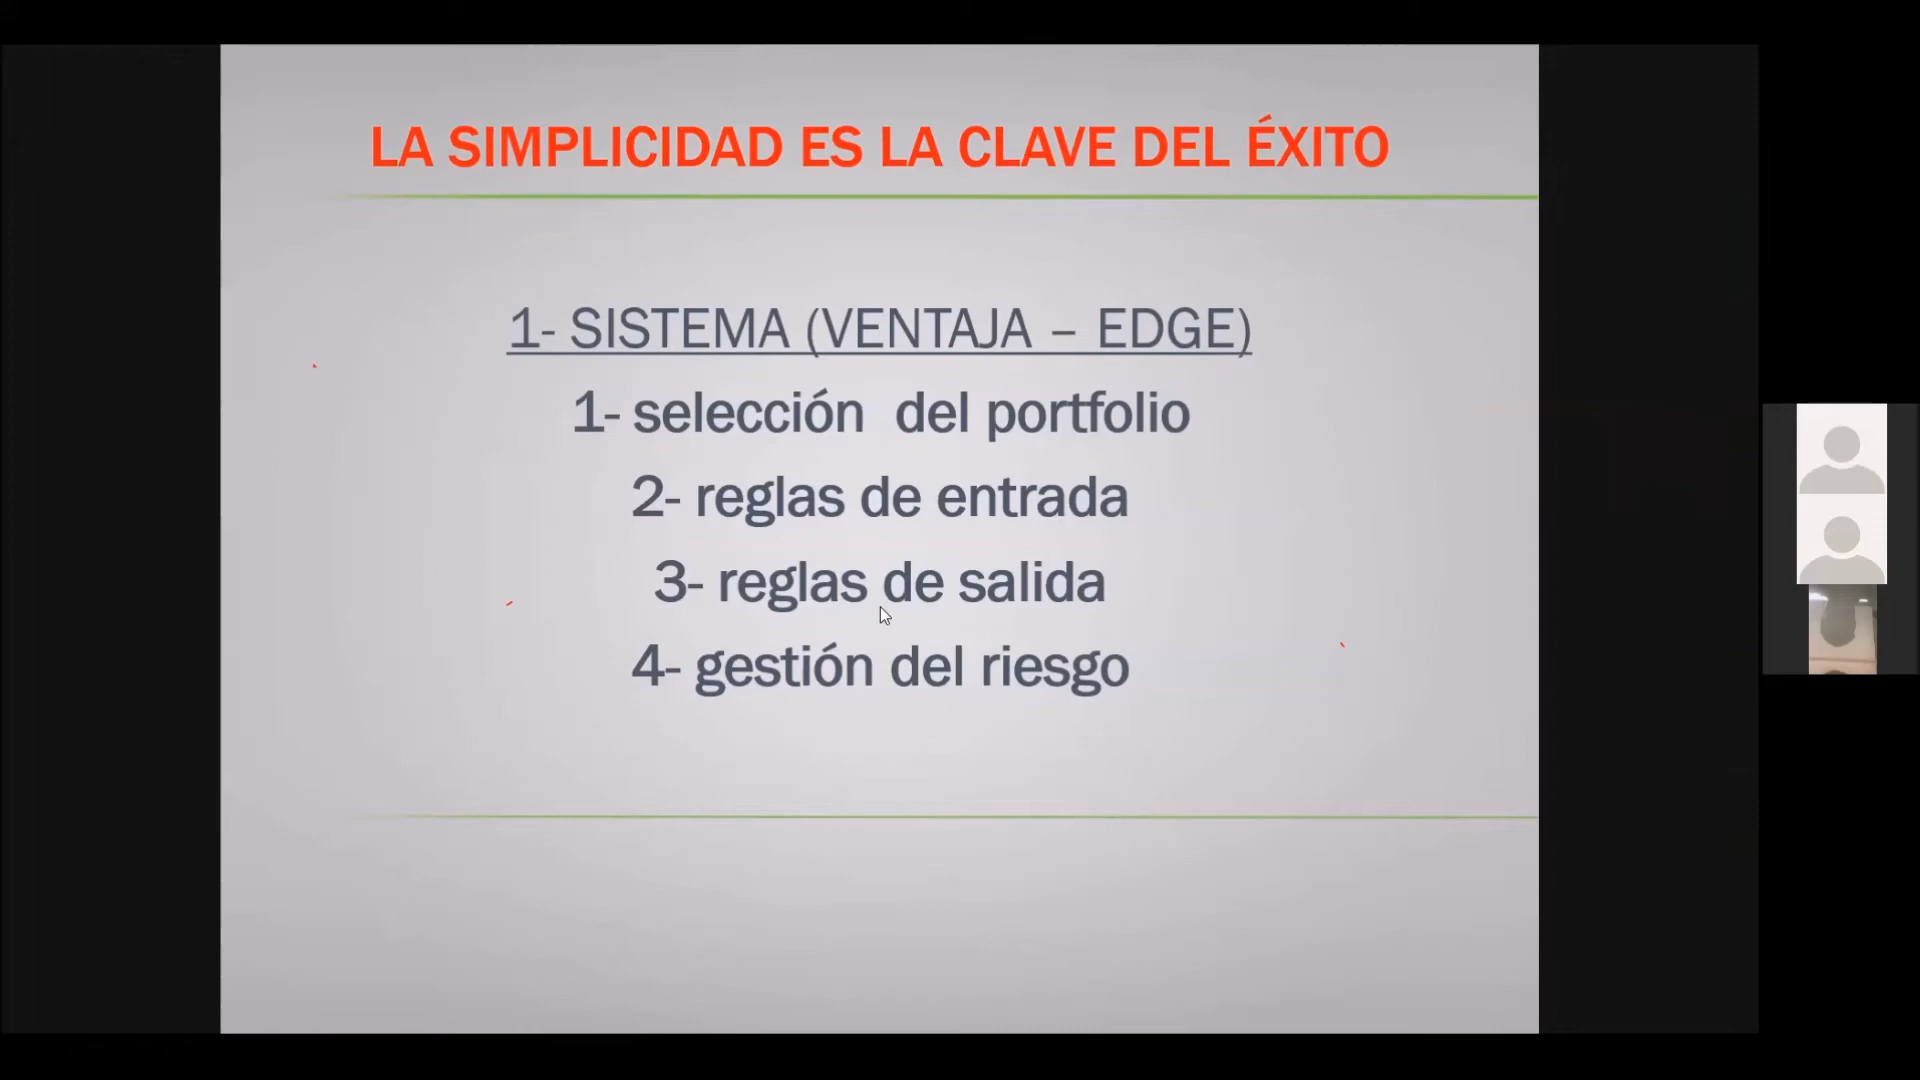 LA SIMPLICIDAD ES LA CLAVE DEL ÉXITO
1- SISTEMA (VENTAJA – EDGE)
1- selección del portfolio
2- reglas de entrada
3- reglas de salida
4- gestión del riesgo